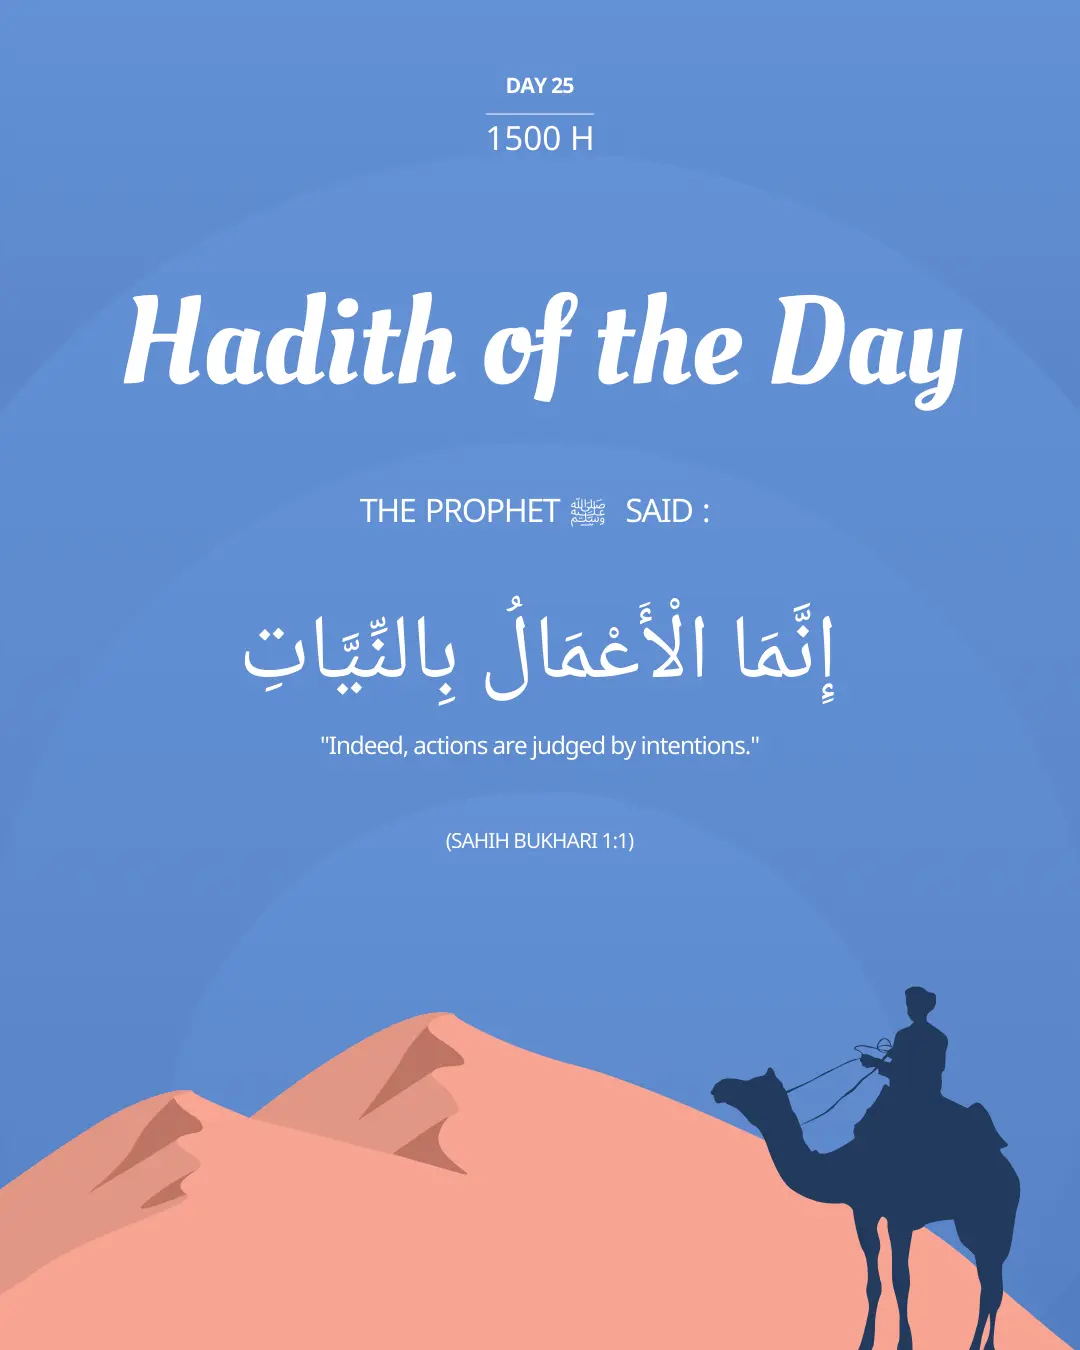 DAY 25
1500 H
Hadith of the Day
THE PROPHET ﷺ SAID :
إِنَّمَا الْأَعْمَالُ بِالنِّيَّاتِ
"Indeed, actions are judged by intentions."
(SAHIH BUKHARI 1:1)